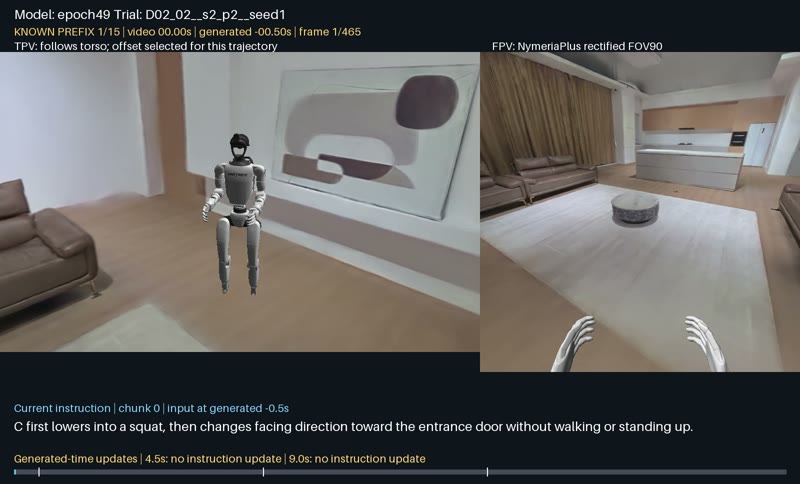 Model: epoch49 Trial: D02_02__s2_p2__seed1
KNOWN PREFIX 1/15 | video 00.00s | generated -00.50s | frame 1/465
TPV: follows torso; offset selected for this trajectory
FPV: NymeriaPlus rectified FOV90
Current instruction | chunk 0 | input at generated -0.5s
C first lowers into a squat, then changes facing direction toward the entrance door without walking or standing up.
Generated-time updates | 4.5s: no instruction update | 9.0s: no instruction update